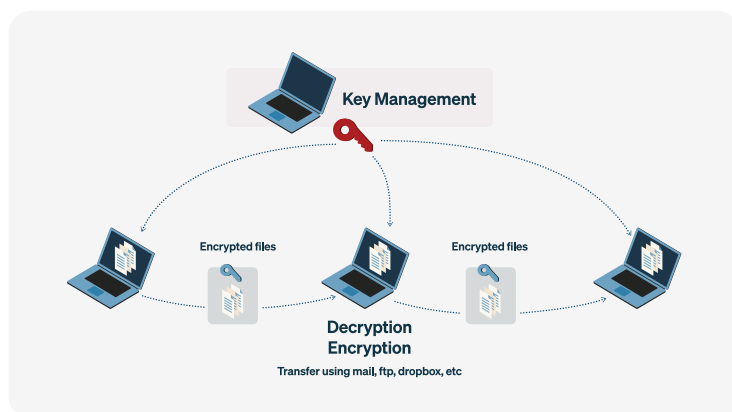 Key Management
Encrypted files
Encrypted files
Decryption
Encryption
Transfer using mail, ftp, dropbox, etc